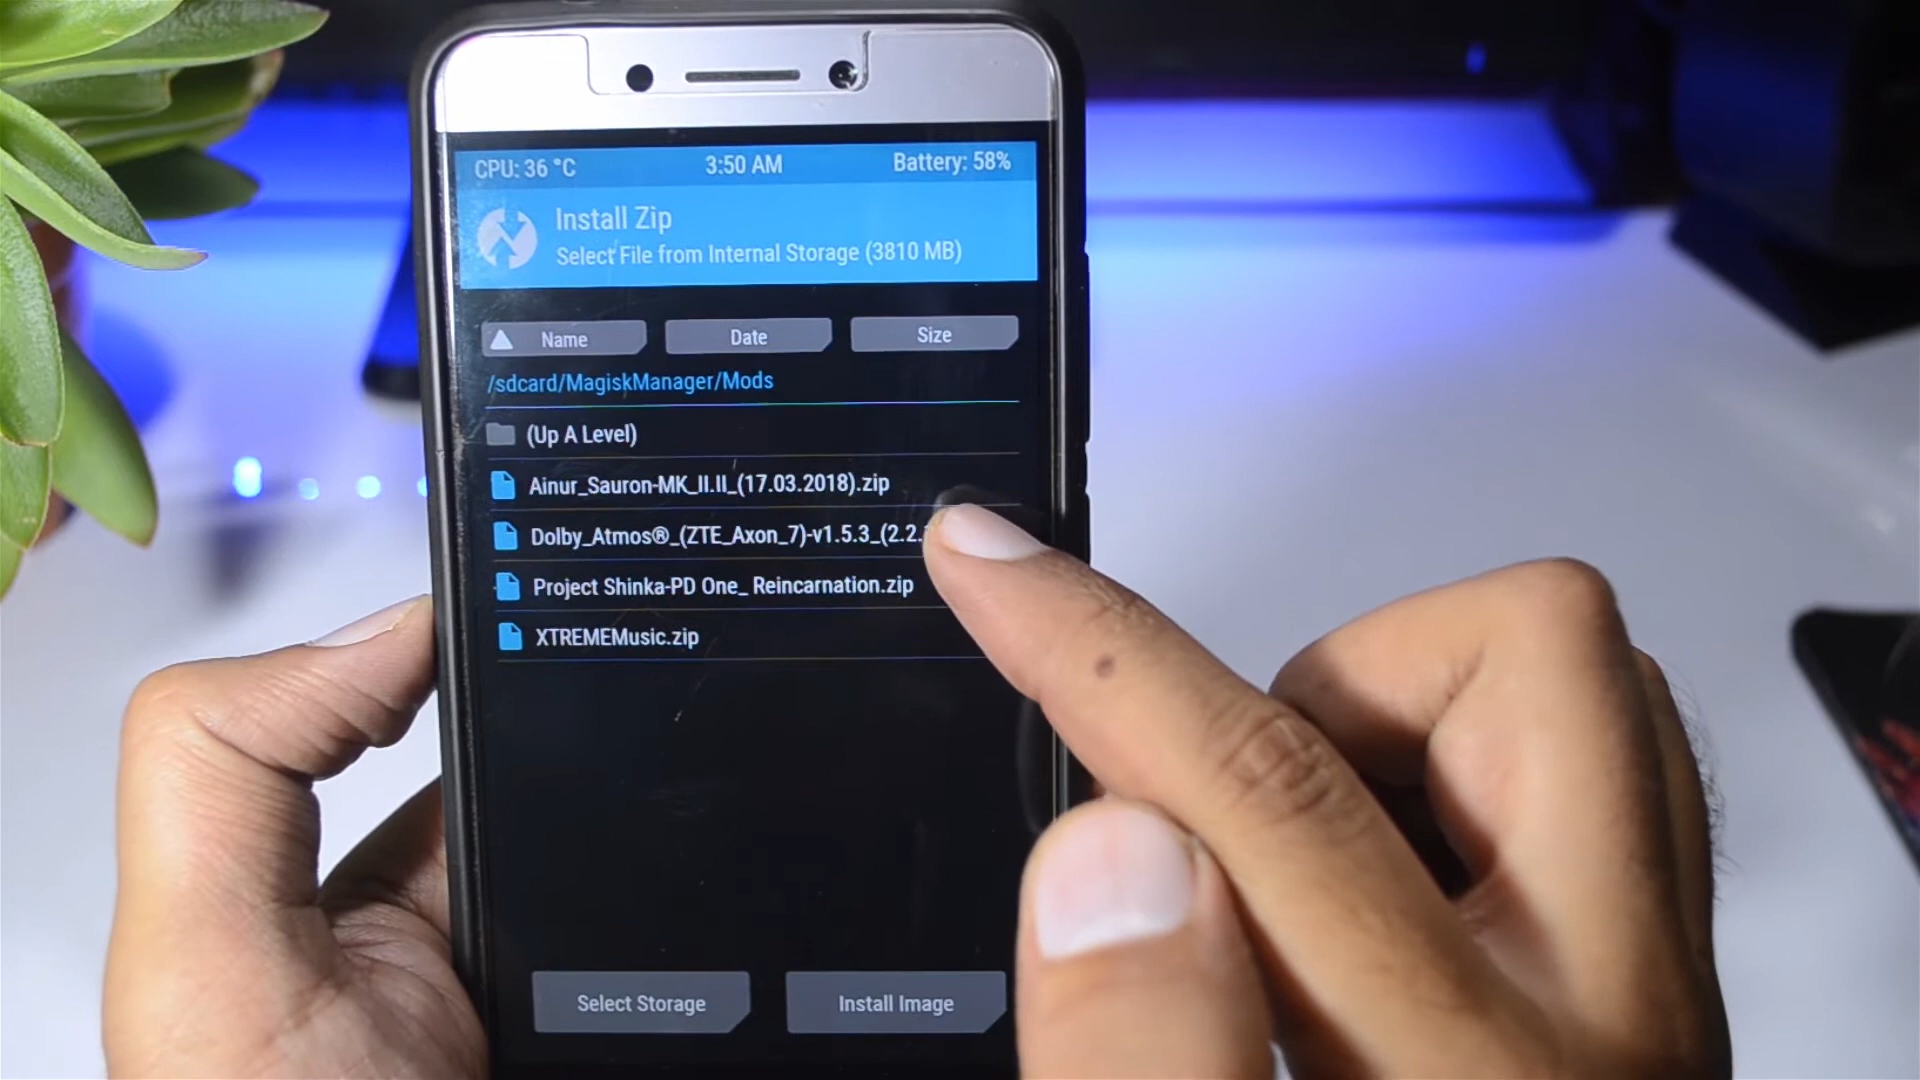 CPU: 36 °C 3:50 AM Battery: 58%
Install Zip
Select File from Internal Storage (3810 MB)
Name Date Size
/sdcard/MagiskManager/Mods
(Up A Level)
Ainur_Sauron-MK_II.II_(17.03.2018).zip
Dolby_Atmos®_(ZTE_Axon_7)-v1.5.3_(2.2.
Project Shinka-PD One_ Reincarnation.zip
XTREMEMusic.zip
Select Storage Install Image